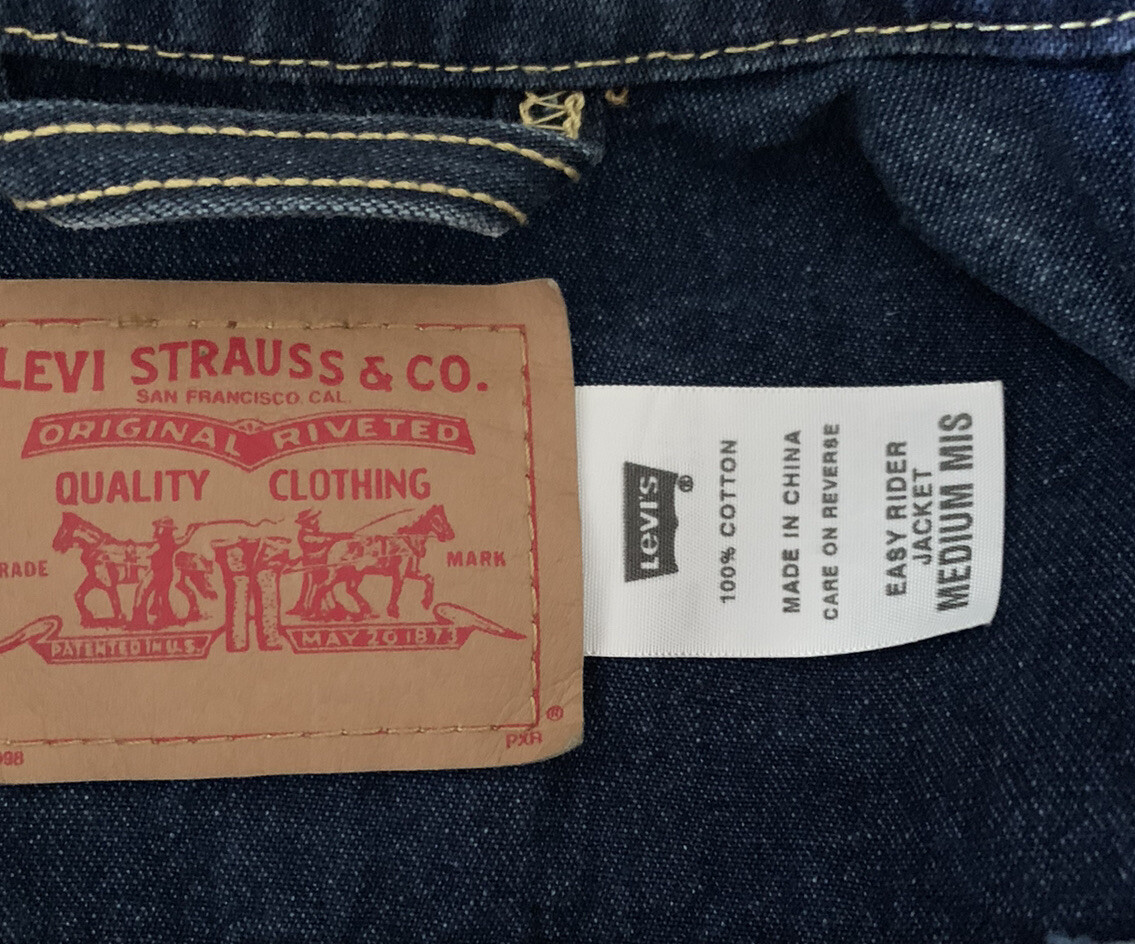 LEVI STRAUSS & CO.
SAN FRANCISCO. CAL.
ORIGINAL RIVETED
QUALITY CLOTHING
TRADE MARK
PATENTED IN U.S. MAY 20 1873
®
PXR
Levi's®
100% COTTON
MADE IN CHINA
CARE ON REVERSE
EASY RIDER
JACKET
MEDIUM MIS